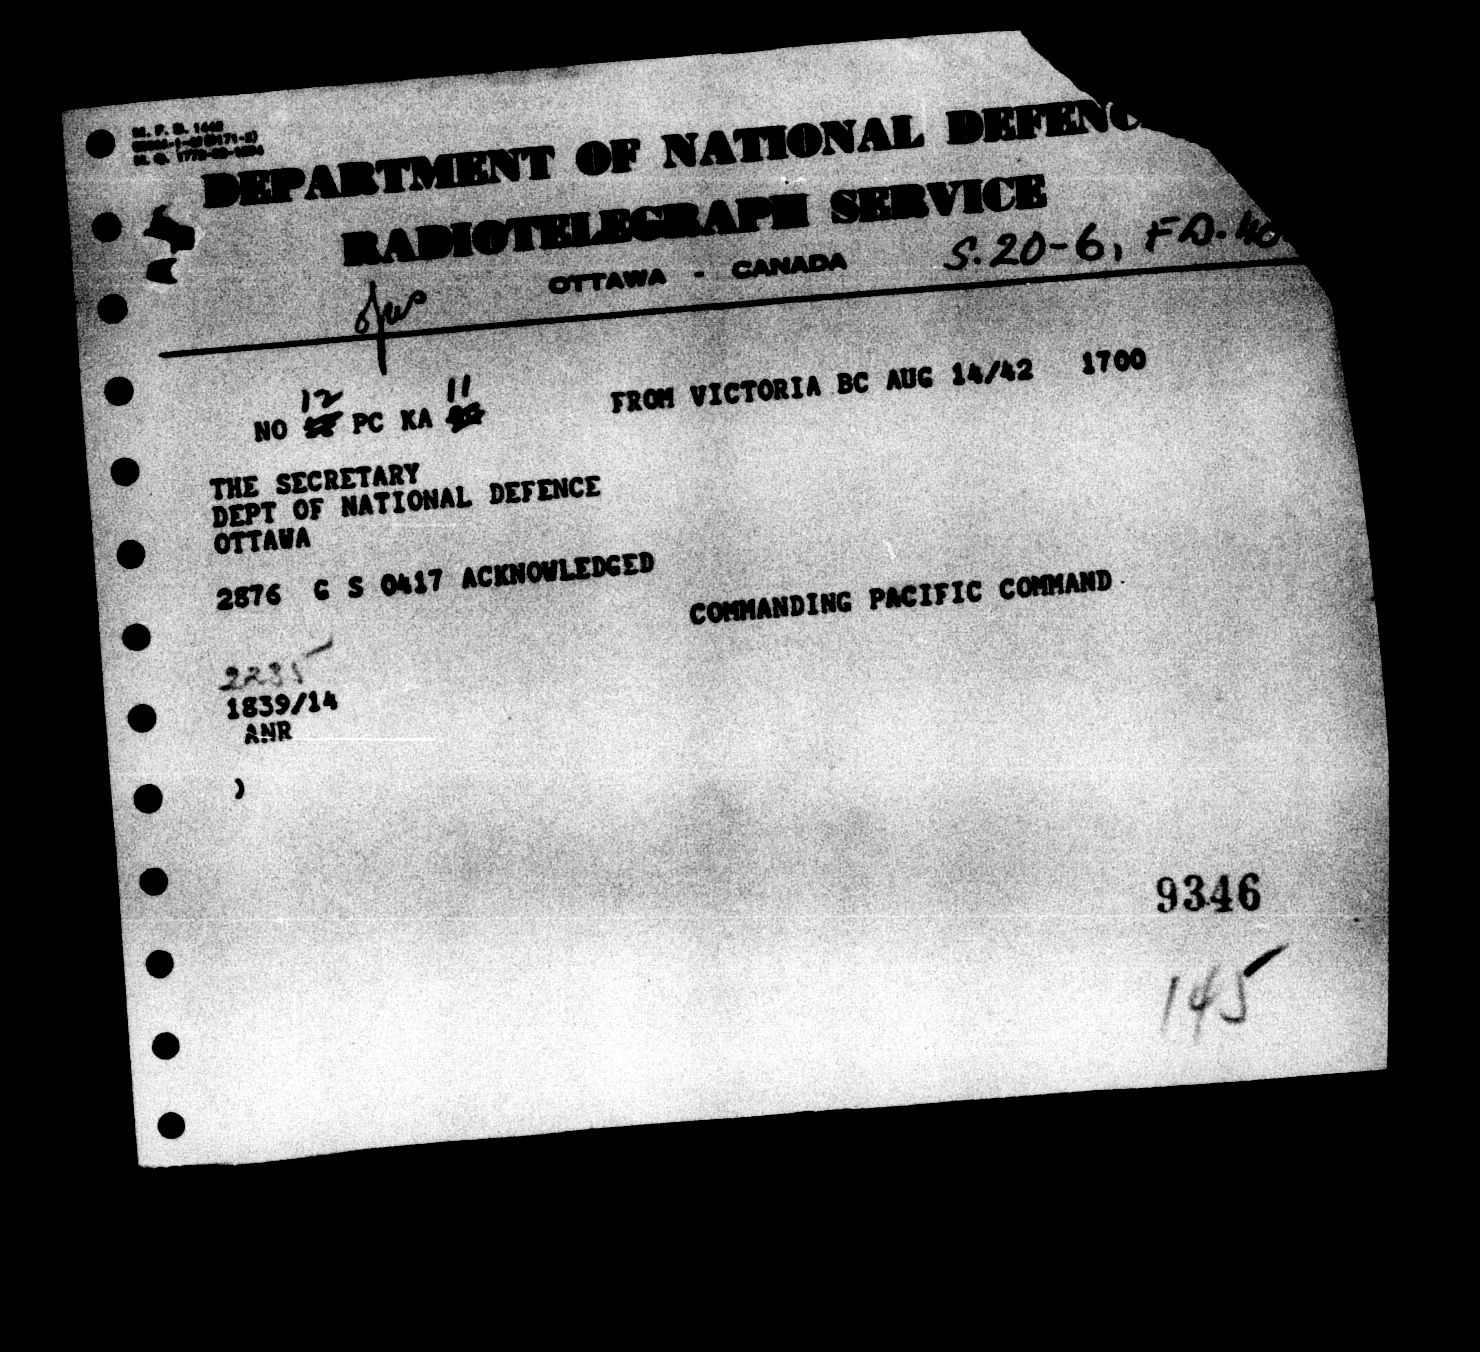 DEPARTMENT OF NATIONAL DEFENC
RADIOTELEGRAPH SERVICE
OTTAWA - CANADA
S.20-6, F.D.40
NO 12 PC KA 11 FROM VICTORIA BC AUG 14/42 1700
THE SECRETARY
DEPT OF NATIONAL DEFENCE
OTTAWA
2876 G S 0417 ACKNOWLEDGED
COMMANDING PACIFIC COMMAND
2235
1839/14
ANR
9346
145